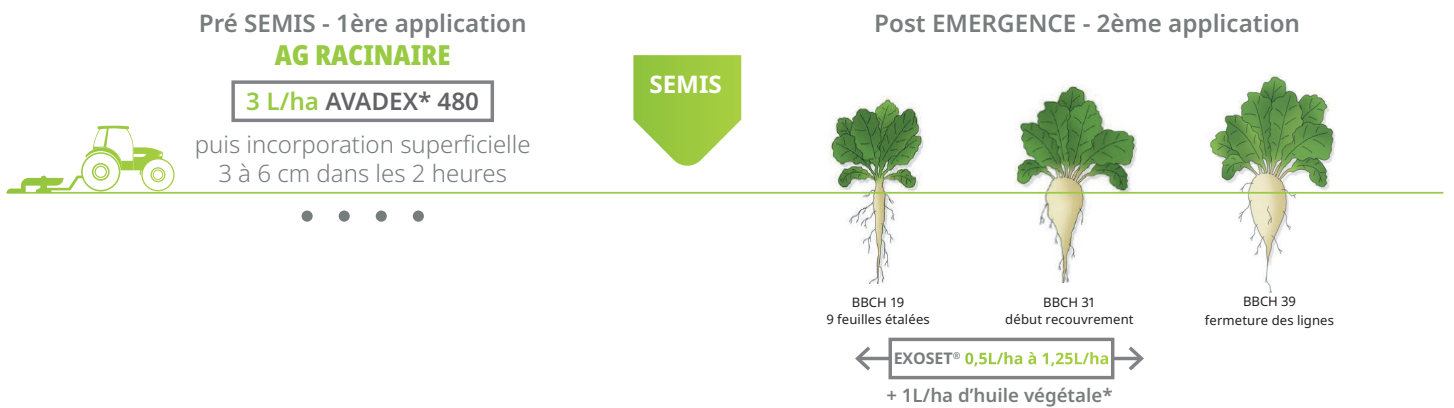 Pré SEMIS - 1ère application
AG RACINAIRE
3 L/ha AVADEX* 480
puis incorporation superficielle
3 à 6 cm dans les 2 heures
SEMIS
Post EMERGENCE - 2ème application
BBCH 19
9 feuilles étalées
BBCH 31
début recouvrement
BBCH 39
fermeture des lignes
EXOSET® 0,5L/ha à 1,25L/ha
+ 1L/ha d’huile végétale*